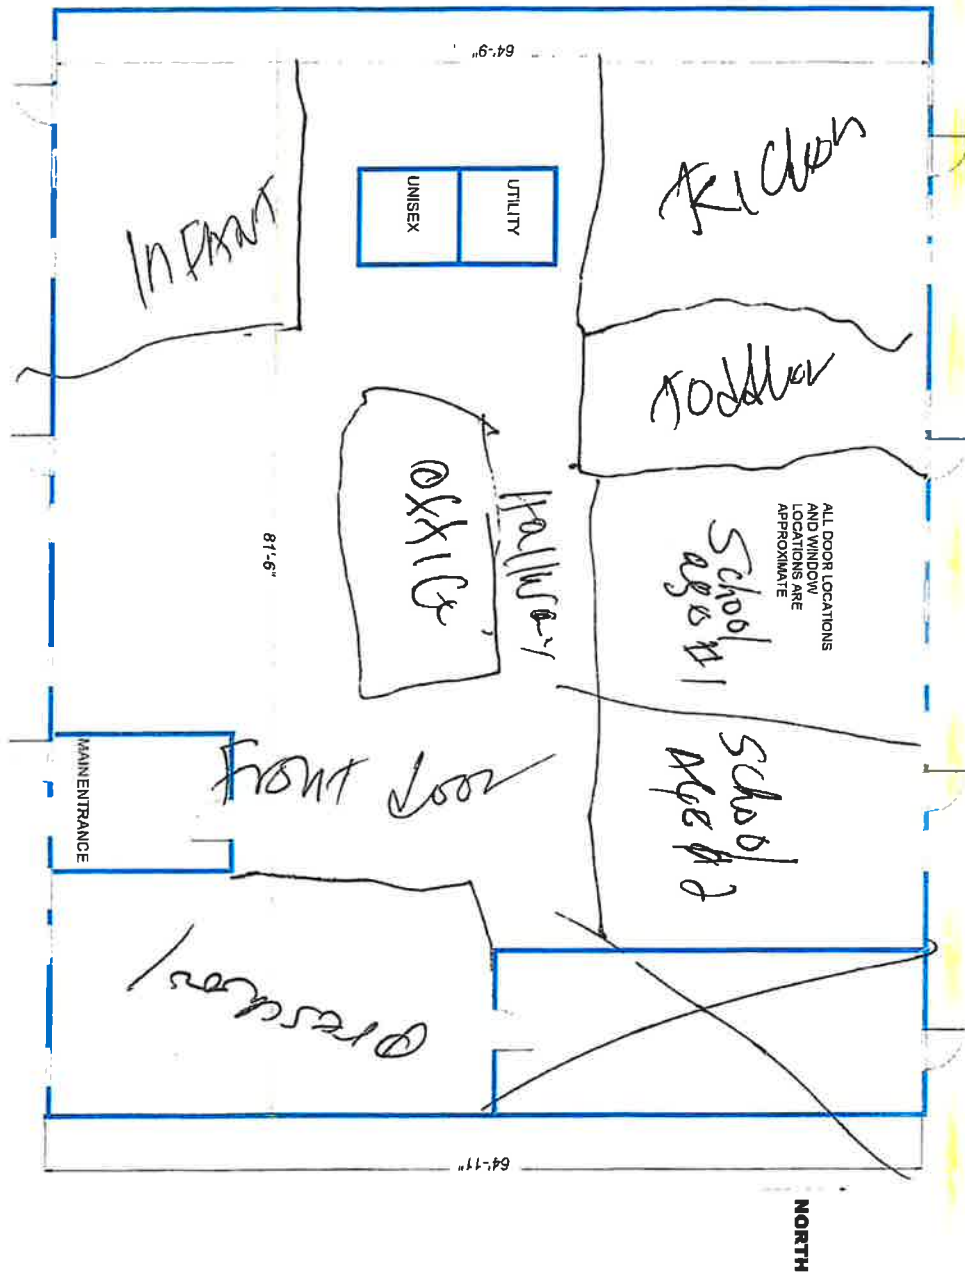 64'-9"
KIChen
InFAnT
UNISEX
UTILITY
Toddler
ALL DOOR LOCATIONS
AND WINDOW
LOCATIONS ARE
APPROXIMATE
OffICe
Hallway
81'-6"
School
age #1
MAIN ENTRANCE
FronT door
School
Age #2
Preschool
64'-11"
NORTH